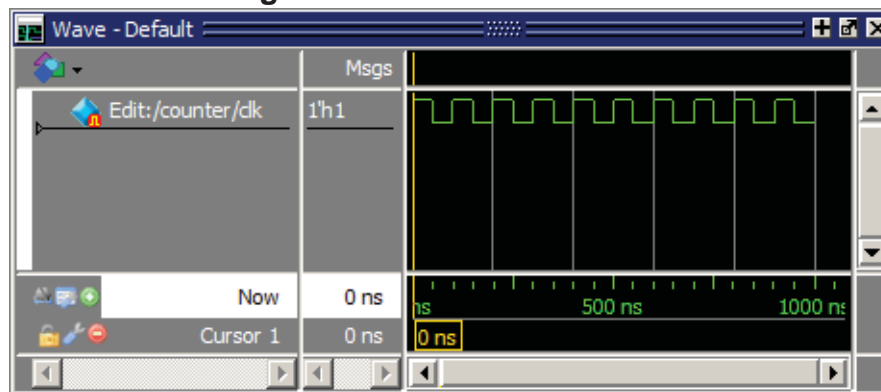 Wave - Default
Msgs
Edit:/counter/clk 1'h1
Now 0 ns
ns 500 ns 1000 ns
Cursor 1 0 ns 0 ns